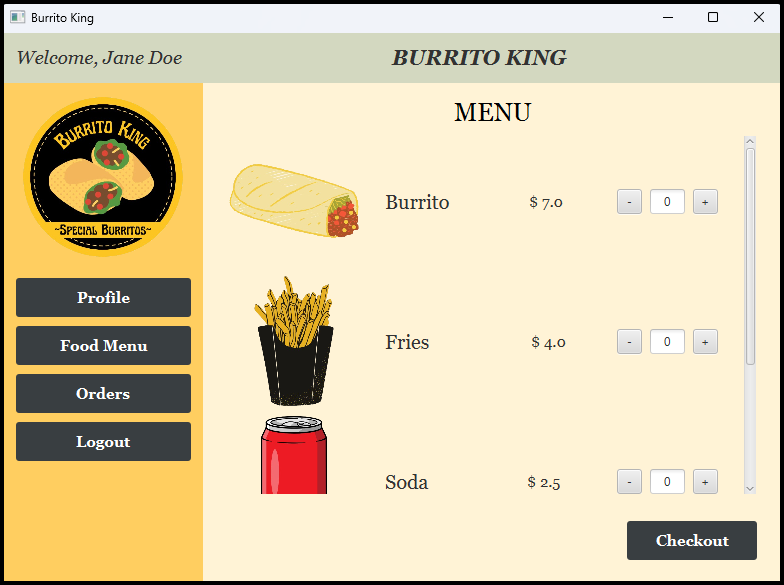 Burrito King
Welcome, Jane Doe
BURRITO KING
BURRITO KING
~SPECIAL BURRITOS~
Profile
Food Menu
Orders
Logout
MENU
Burrito $ 7.0 - 0 +
Fries $ 4.0 - 0 +
Soda $ 2.5 - 0 +
Checkout